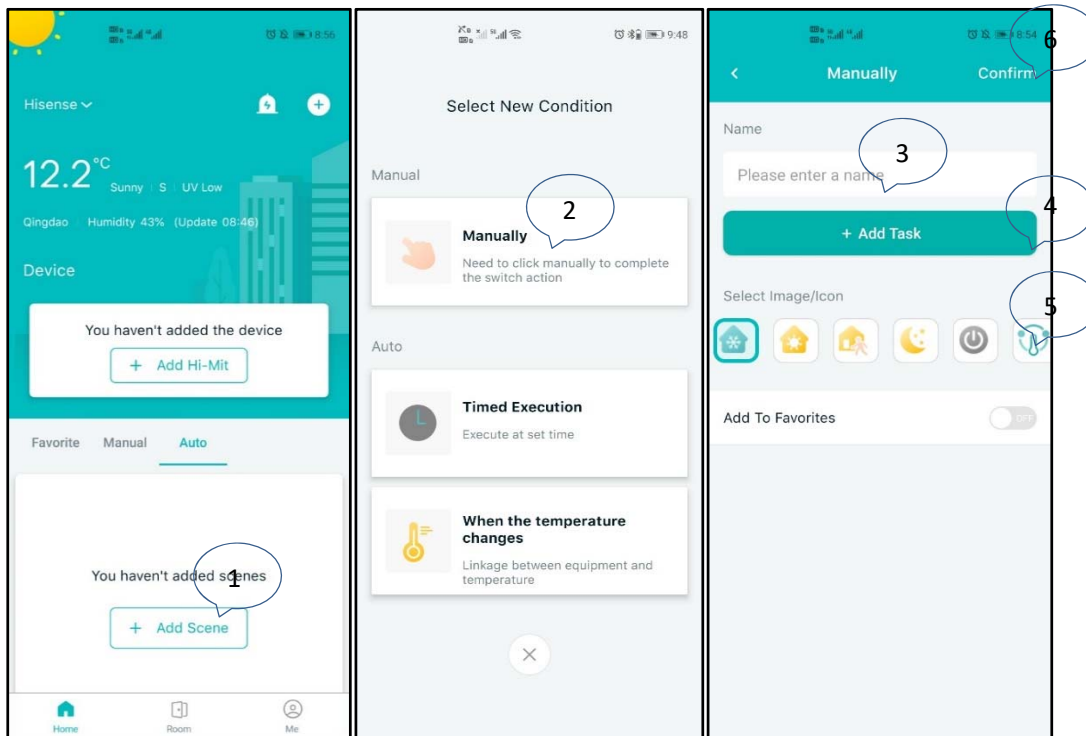 8:56
Hisense
12.2°C
Sunny S UV Low
Qingdao Humidity 43% (Update 08:46)
Device
You haven't added the device
+ Add Hi-Mit
Favorite Manual Auto
You haven't added scenes
1
+ Add Scene
Home Room Me
9:48
Select New Condition
Manual
2
Manually
Need to click manually to complete
the switch action
Auto
Timed Execution
Execute at set time
When the temperature
changes
Linkage between equipment and
temperature
8:54
6
Manually Confirm
Name
3
Please enter a name
4
+ Add Task
Select Image/Icon
5
Add To Favorites OFF